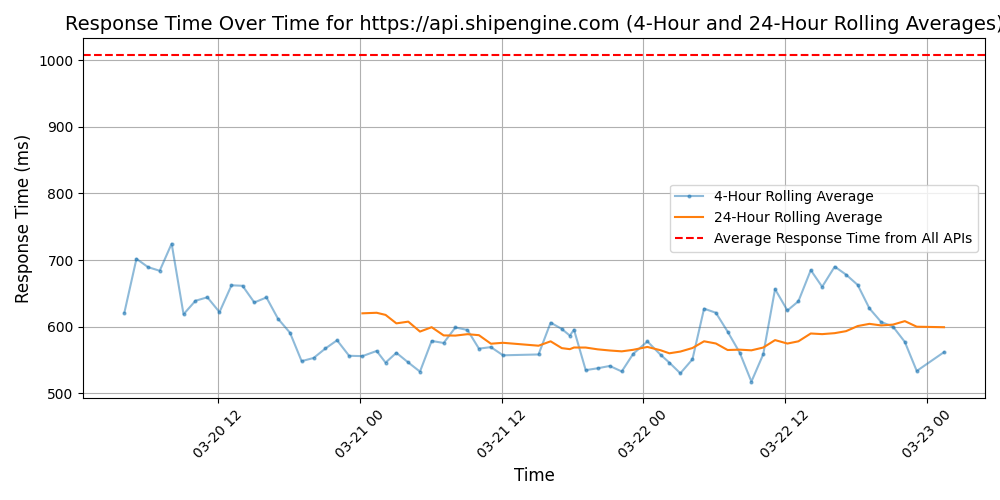 Response Time Over Time for https://api.shipengine.com (4-Hour and 24-Hour Rolling Averages)
1000
900
800
700
600
500
Response Time (ms)
4-Hour Rolling Average
24-Hour Rolling Average
Average Response Time from All APIs
03-20 12
03-21 00
03-21 12
03-22 00
03-22 12
03-23 00
Time